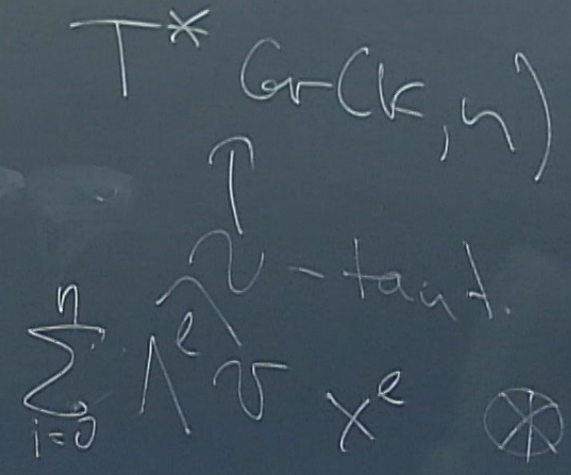 T* Gr(k,n)
↑
𝒱 - taut.
n
∑ Λ^ℓ 𝒱 x^ℓ ⊛
i=0